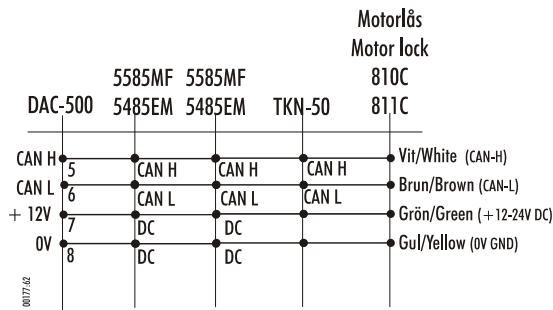 Motorlås
Motor lock
5585MF 5585MF 810C
DAC-500 5485EM 5485EM TKN-50 811C
CAN H 5 CAN H CAN H CAN H Vit/White (CAN-H)
CAN L 6 CAN L CAN L CAN L Brun/Brown (CAN-L)
+ 12V 7 DC DC Grön/Green (+12-24V DC)
0V 8 DC DC Gul/Yellow (0V GND)
00177-62